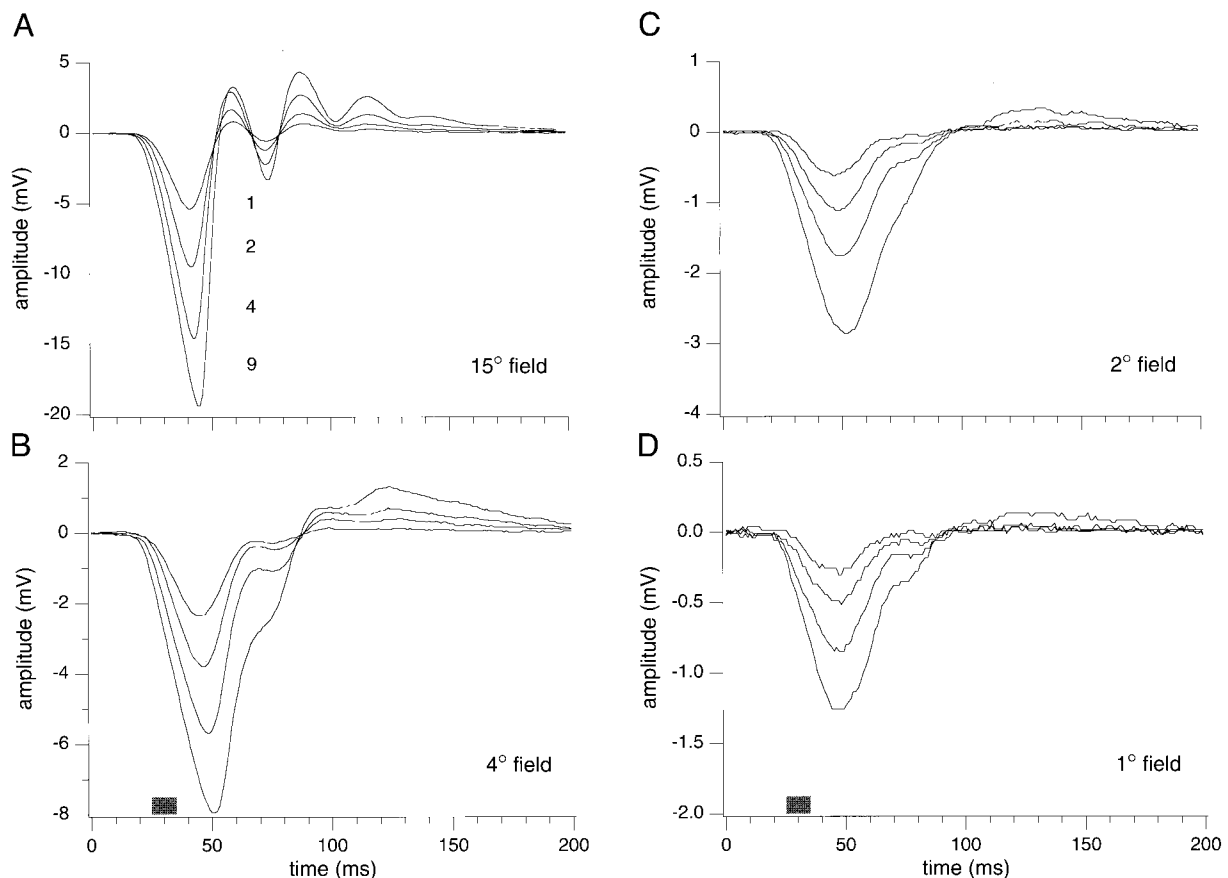 A
5
0
-5
-10
-15
-20
amplitude (mV)
1
2
4
9
15° field
B
2
0
-2
-4
-6
-8
amplitude (mV)
4° field
0
50
100
150
200
time (ms)
C
1
0
-1
-2
-3
-4
amplitude (mV)
2° field
D
0.5
0.0
-0.5
-1.0
-1.5
-2.0
amplitude (mV)
1° field
0
50
100
150
200
time (ms)